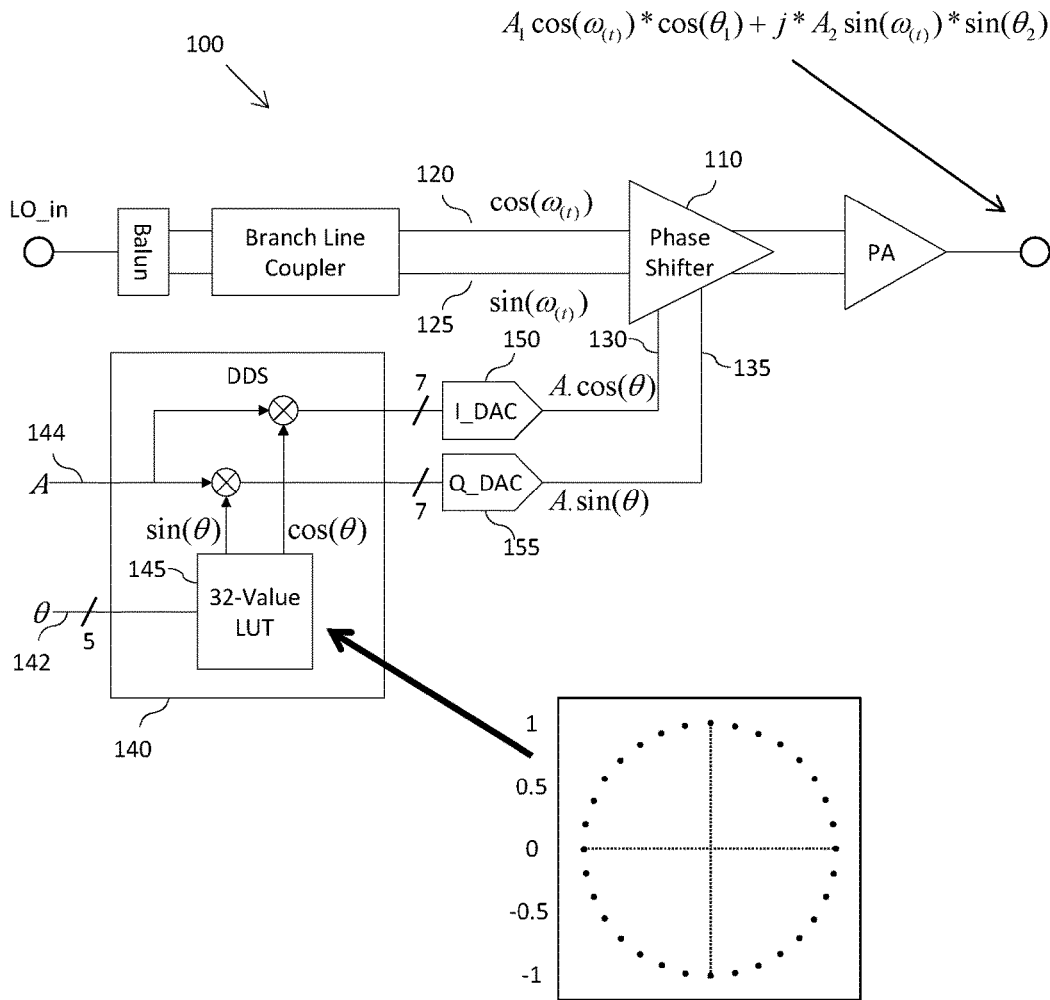 A₁ cos(ω₍ₜ₎) * cos(θ₁) + j * A₂ sin(ω₍ₜ₎) * sin(θ₂)
100
120
110
LO_in
cos(ω₍ₜ₎)
Balun
Branch Line
Coupler
Phase
Shifter
PA
125
sin(ω₍ₜ₎)
130
135
150
DDS
7
I_DAC
A.cos(θ)
144
A
7
Q_DAC
A.sin(θ)
sin(θ)
cos(θ)
155
145
32-Value
LUT
θ
5
142
140
1
0.5
0
-0.5
-1